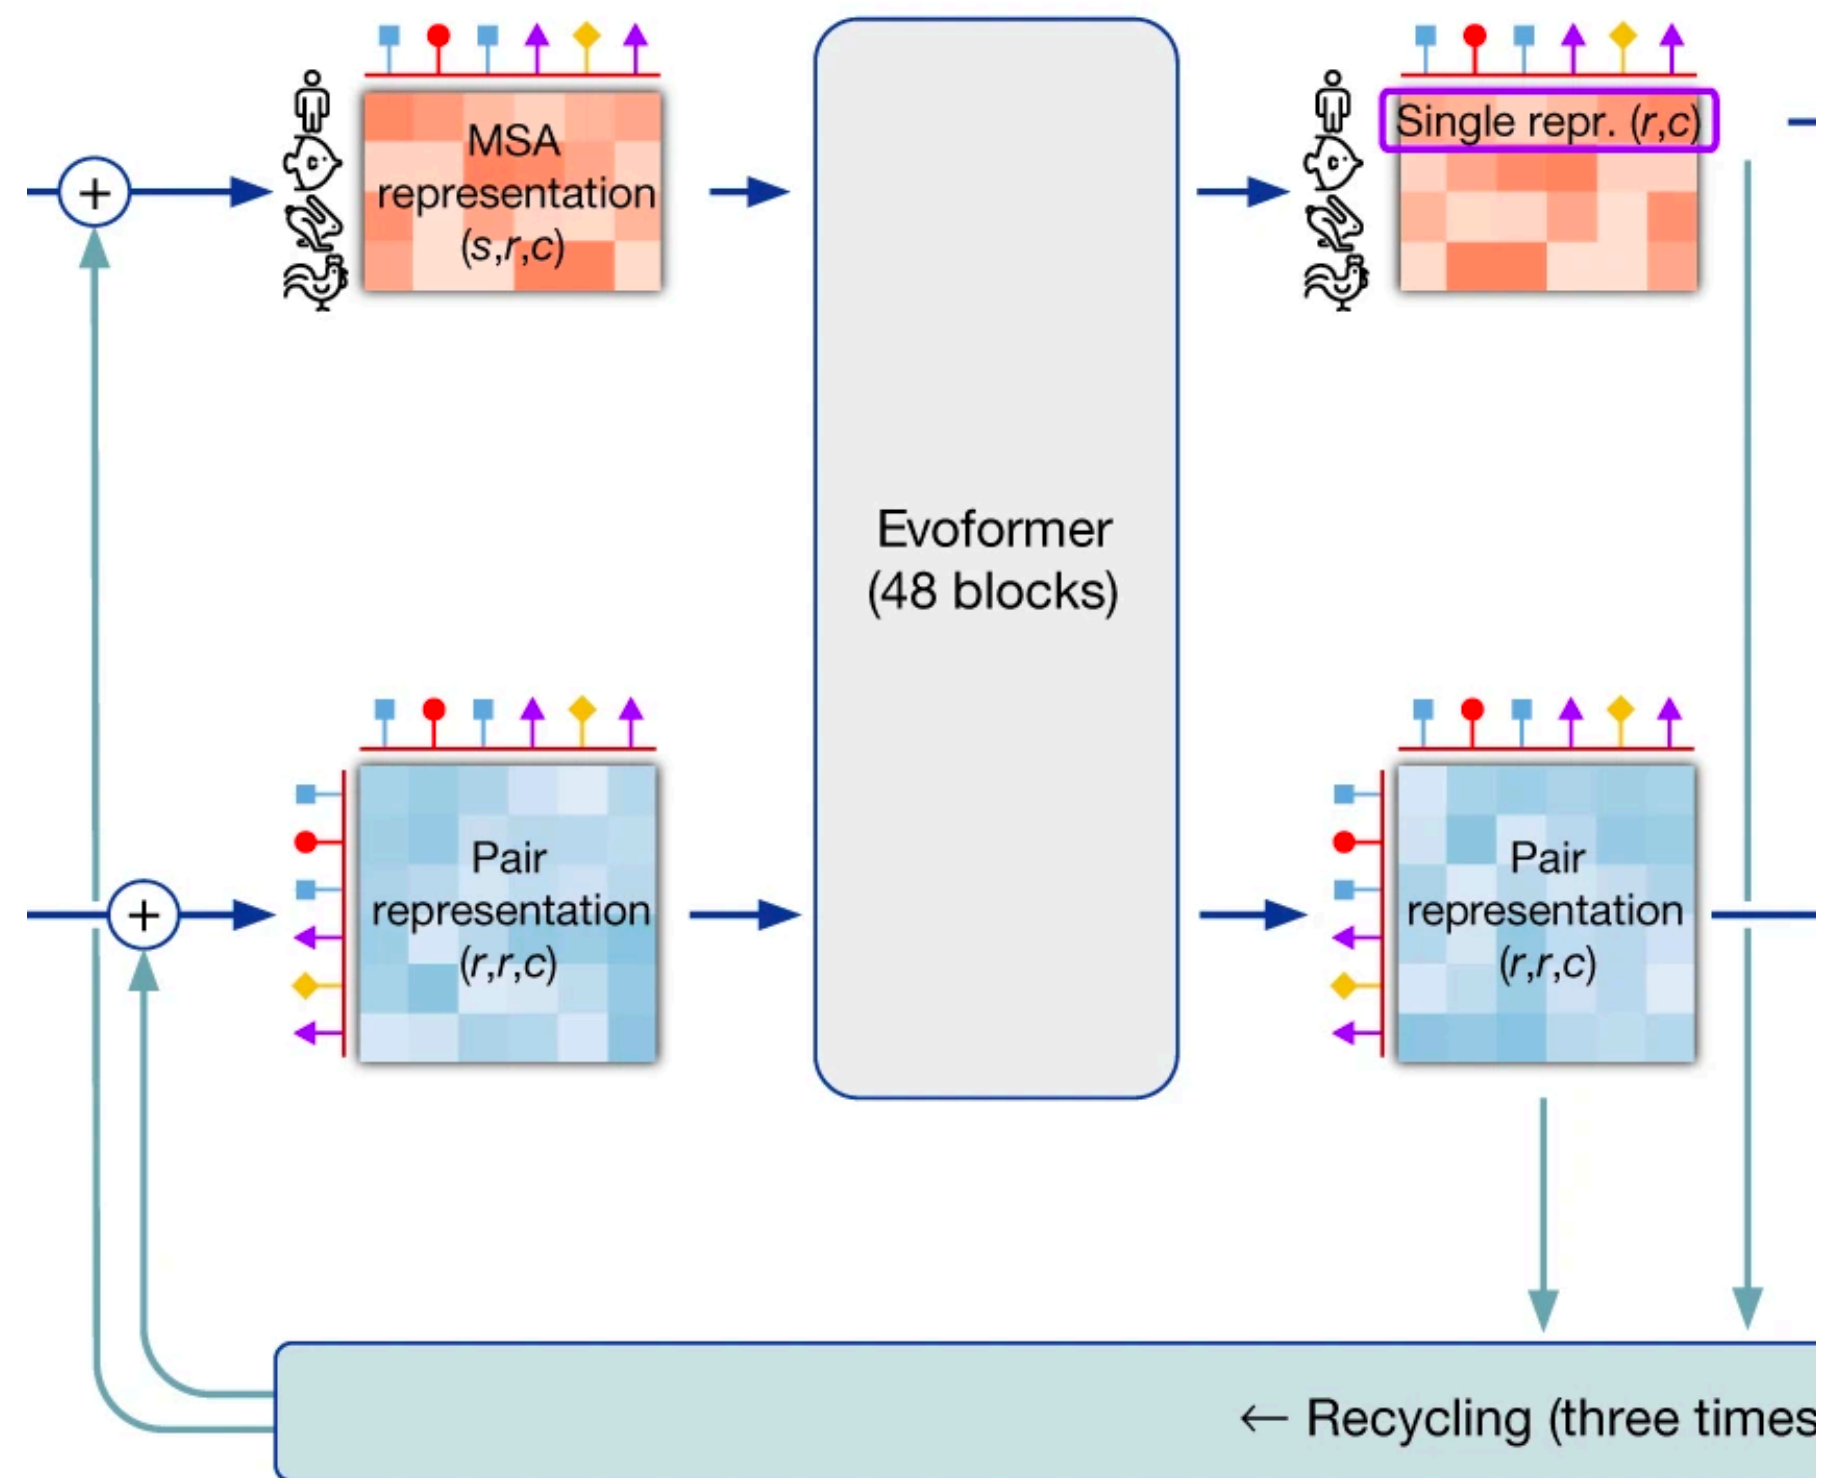 MSA
representation
(s,r,c)
Single repr. (r,c)
+
Evoformer
(48 blocks)
Pair
representation
(r,r,c)
Pair
representation
(r,r,c)
+
← Recycling (three times